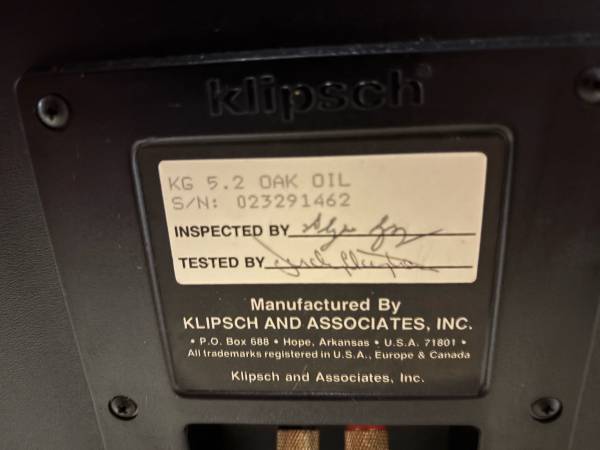 klipsch®
KG 5.2 OAK OIL
S/N: 023291462
INSPECTED BY
TESTED BY
Manufactured By
KLIPSCH AND ASSOCIATES, INC.
• P.O. Box 688 • Hope, Arkansas • U.S.A. 71801 •
All trademarks registered in U.S.A., Europe & Canada
Klipsch and Associates, Inc.